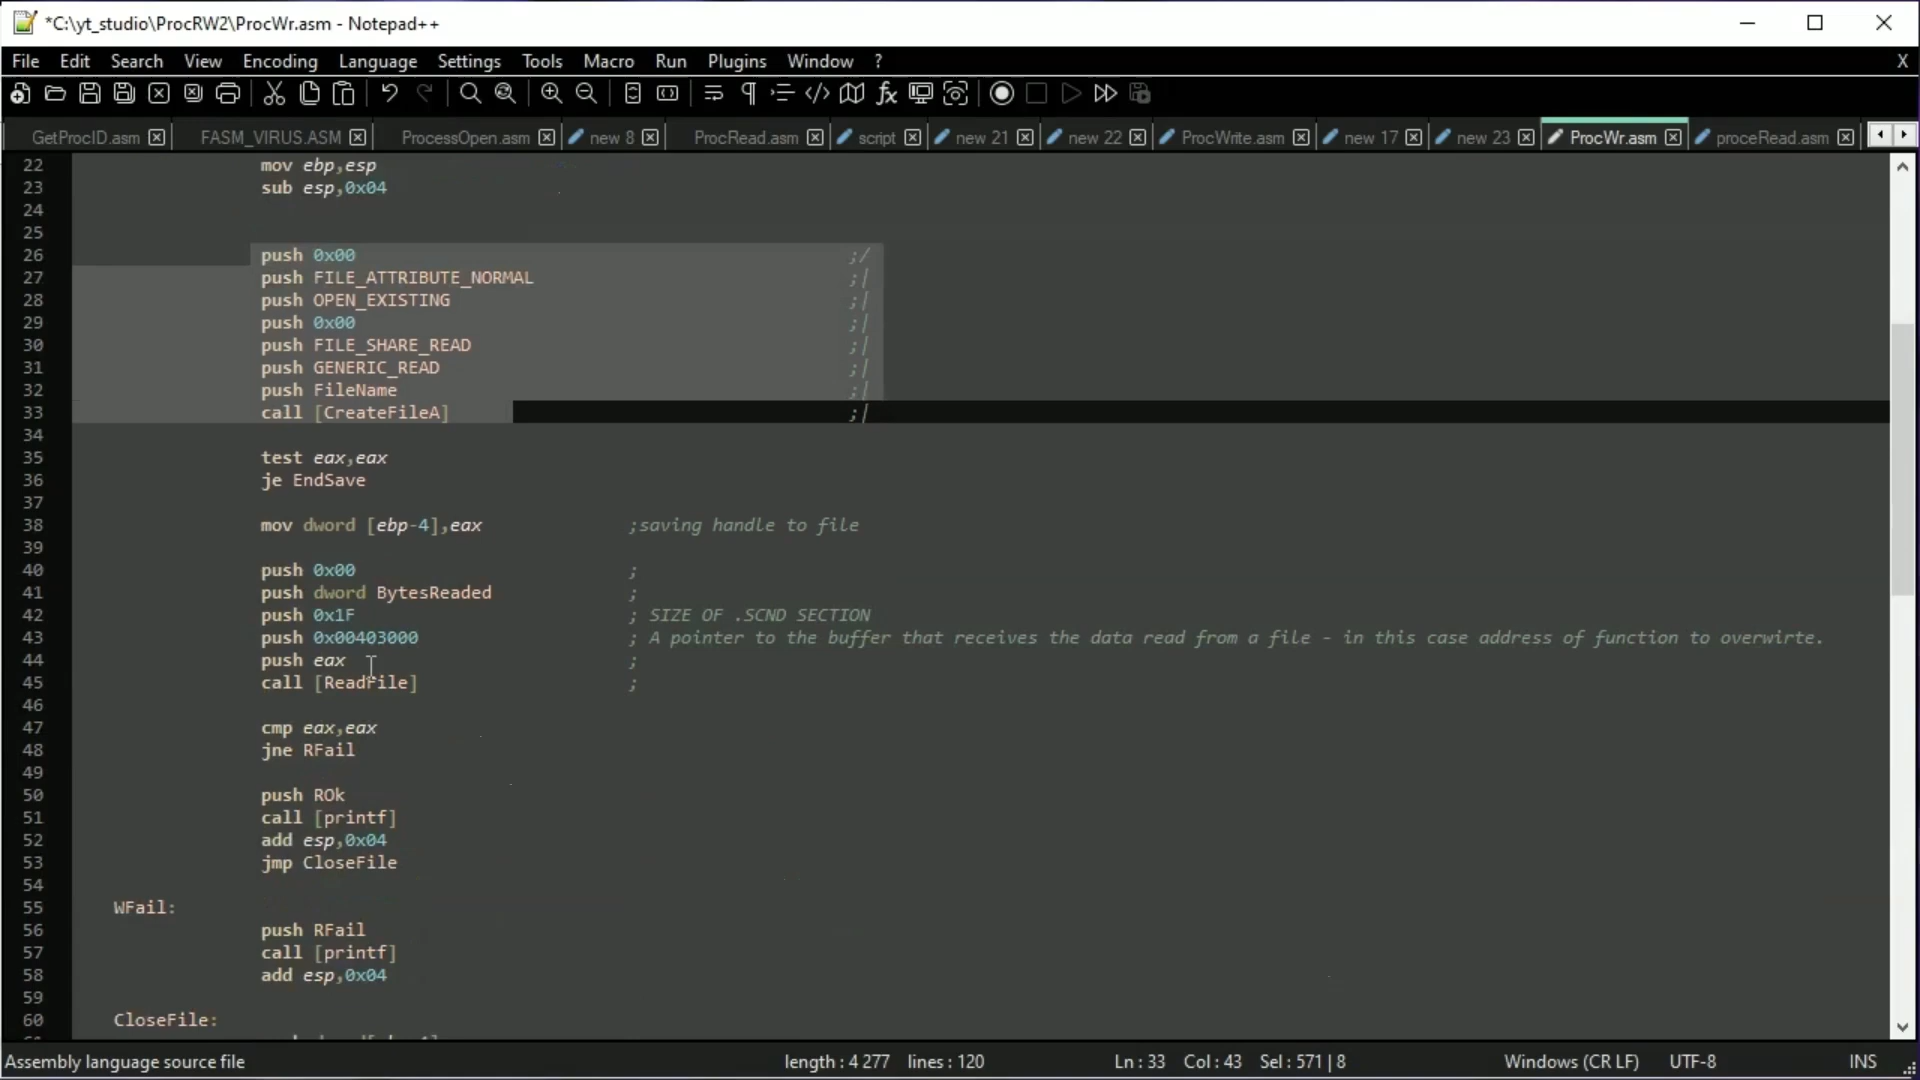 *C:\yt_studio\ProcRW2\ProcWr.asm - Notepad++
File Edit Search View Encoding Language Settings Tools Macro Run Plugins Window ? X
GetProcID.asm FASM_VIRUS.ASM ProcessOpen.asm new 8 ProcRead.asm script new 21 new 22 ProcWrite.asm new 17 new 23 ProcWr.asm proceRead.asm
22 mov ebp,esp
23 sub esp,0x04
24
25
26 push 0x00 ;/
27 push FILE_ATTRIBUTE_NORMAL ;|
28 push OPEN_EXISTING ;|
29 push 0x00 ;|
30 push FILE_SHARE_READ ;|
31 push GENERIC_READ ;|
32 push FileName ;|
33 call [CreateFileA] ;|
34
35 test eax,eax
36 je EndSave
37
38 mov dword [ebp-4],eax ;saving handle to file
39
40 push 0x00 ;
41 push dword BytesReaded ;
42 push 0x1F ; SIZE OF .SCND SECTION
43 push 0x00403000 ; A pointer to the buffer that receives the data read from a file - in this case address of function to overwirte.
44 push eax ;
45 call [ReadFile] ;
46
47 cmp eax,eax
48 jne RFail
49
50 push ROk
51 call [printf]
52 add esp,0x04
53 jmp CloseFile
54
55 WFail:
56 push RFail
57 call [printf]
58 add esp,0x04
59
60 CloseFile:
Assembly language source file length : 4 277 lines : 120 Ln : 33 Col : 43 Sel : 571 | 8 Windows (CR LF) UTF-8 INS